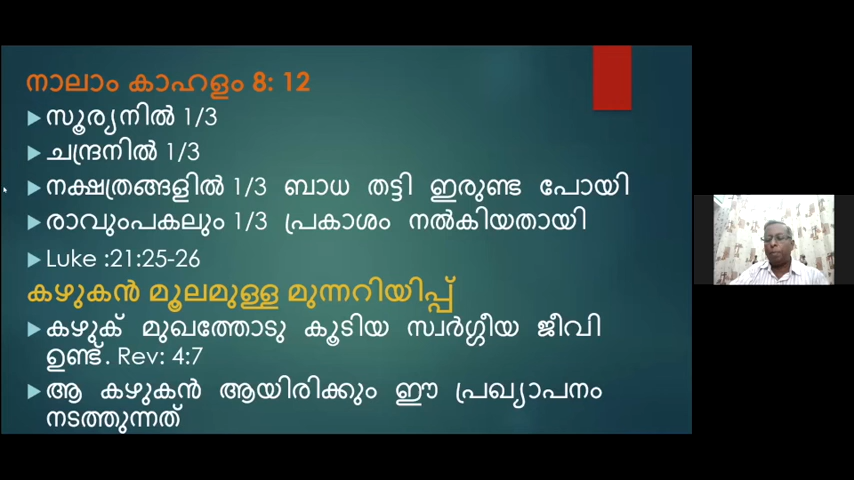 നാലാം കാഹളം 8: 12
സൂര്യനിൽ 1/3
ചന്ദ്രനിൽ 1/3
നക്ഷത്രങ്ങളിൽ 1/3 ബാധ തട്ടി ഇരുണ്ട പോയി
രാവുംപകലും 1/3 പ്രകാശം നൽകിയതായി
Luke :21:25-26
കഴുകൻ മൂലമുള്ള മുന്നറിയിപ്പ്
കഴുക് മുഖത്തോടു കൂടിയ സ്വർഗ്ഗീയ ജീവി
ഉണ്ട്. Rev: 4:7
ആ കഴുകൻ ആയിരിക്കും ഈ പ്രഖ്യാപനം
നടത്തുന്നത്